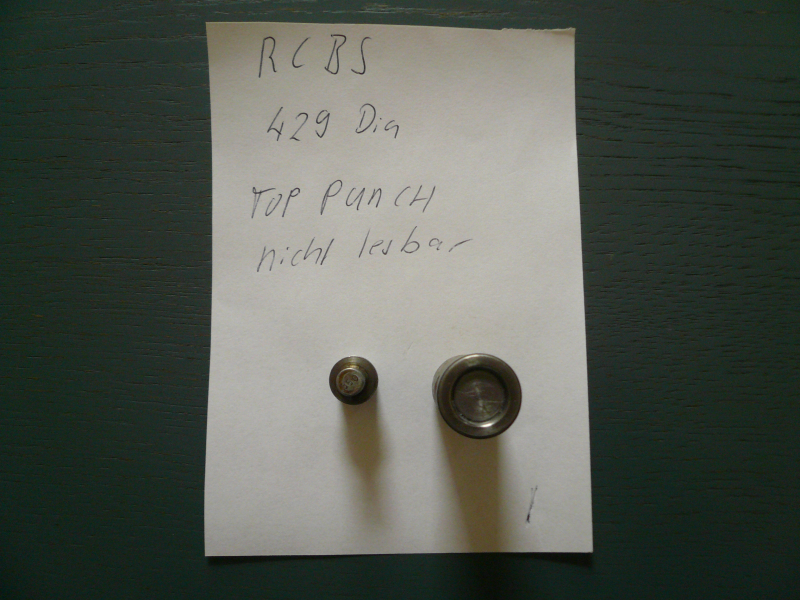 RCBS
429 Dia
TOP PUNCH
nicht lesbar